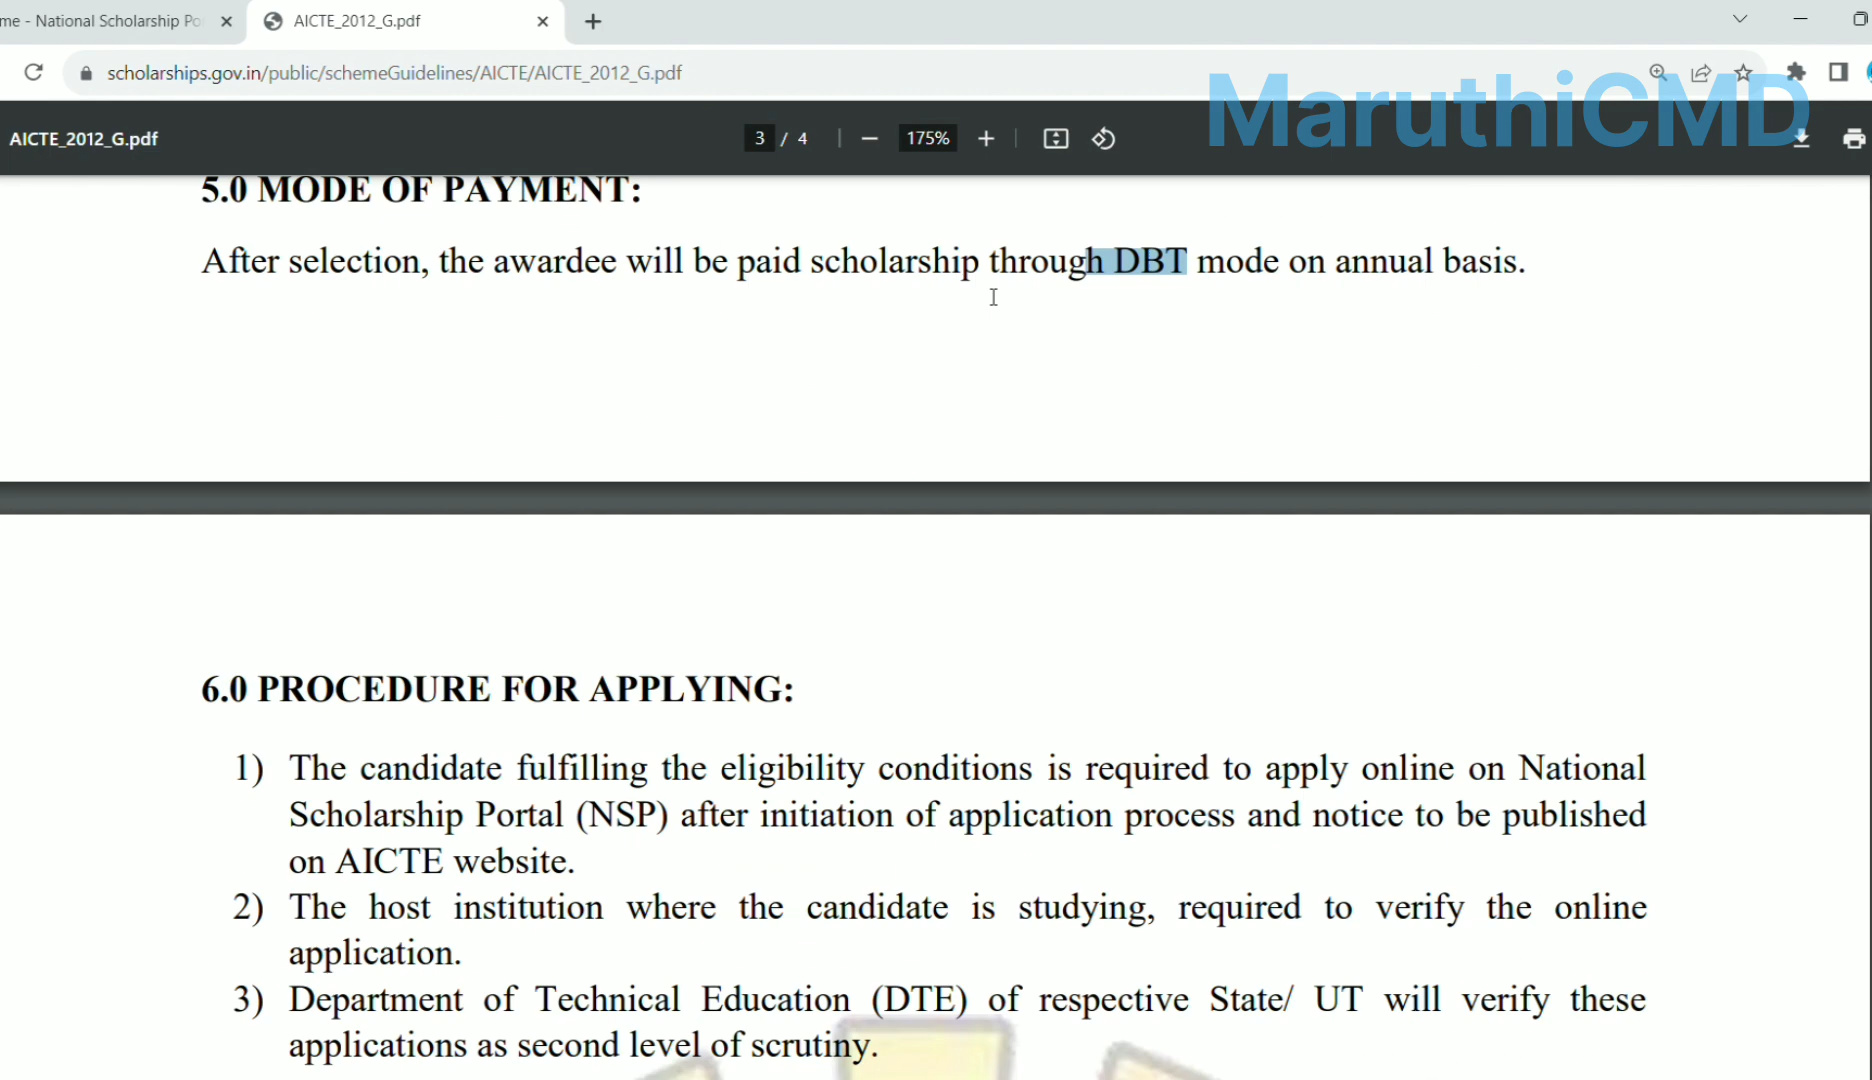 me - National Scholarship Po
AICTE_2012_G.pdf
scholarships.gov.in/public/schemeGuidelines/AICTE/AICTE_2012_G.pdf
MaruthiCMD
AICTE_2012_G.pdf
3 / 4
175%
5.0 MODE OF PAYMENT:
After selection, the awardee will be paid scholarship through DBT mode on annual basis.
6.0 PROCEDURE FOR APPLYING:
1) The candidate fulfilling the eligibility conditions is required to apply online on National
Scholarship Portal (NSP) after initiation of application process and notice to be published
on AICTE website.
2) The host institution where the candidate is studying, required to verify the online
application.
3) Department of Technical Education (DTE) of respective State/ UT will verify these
applications as second level of scrutiny.